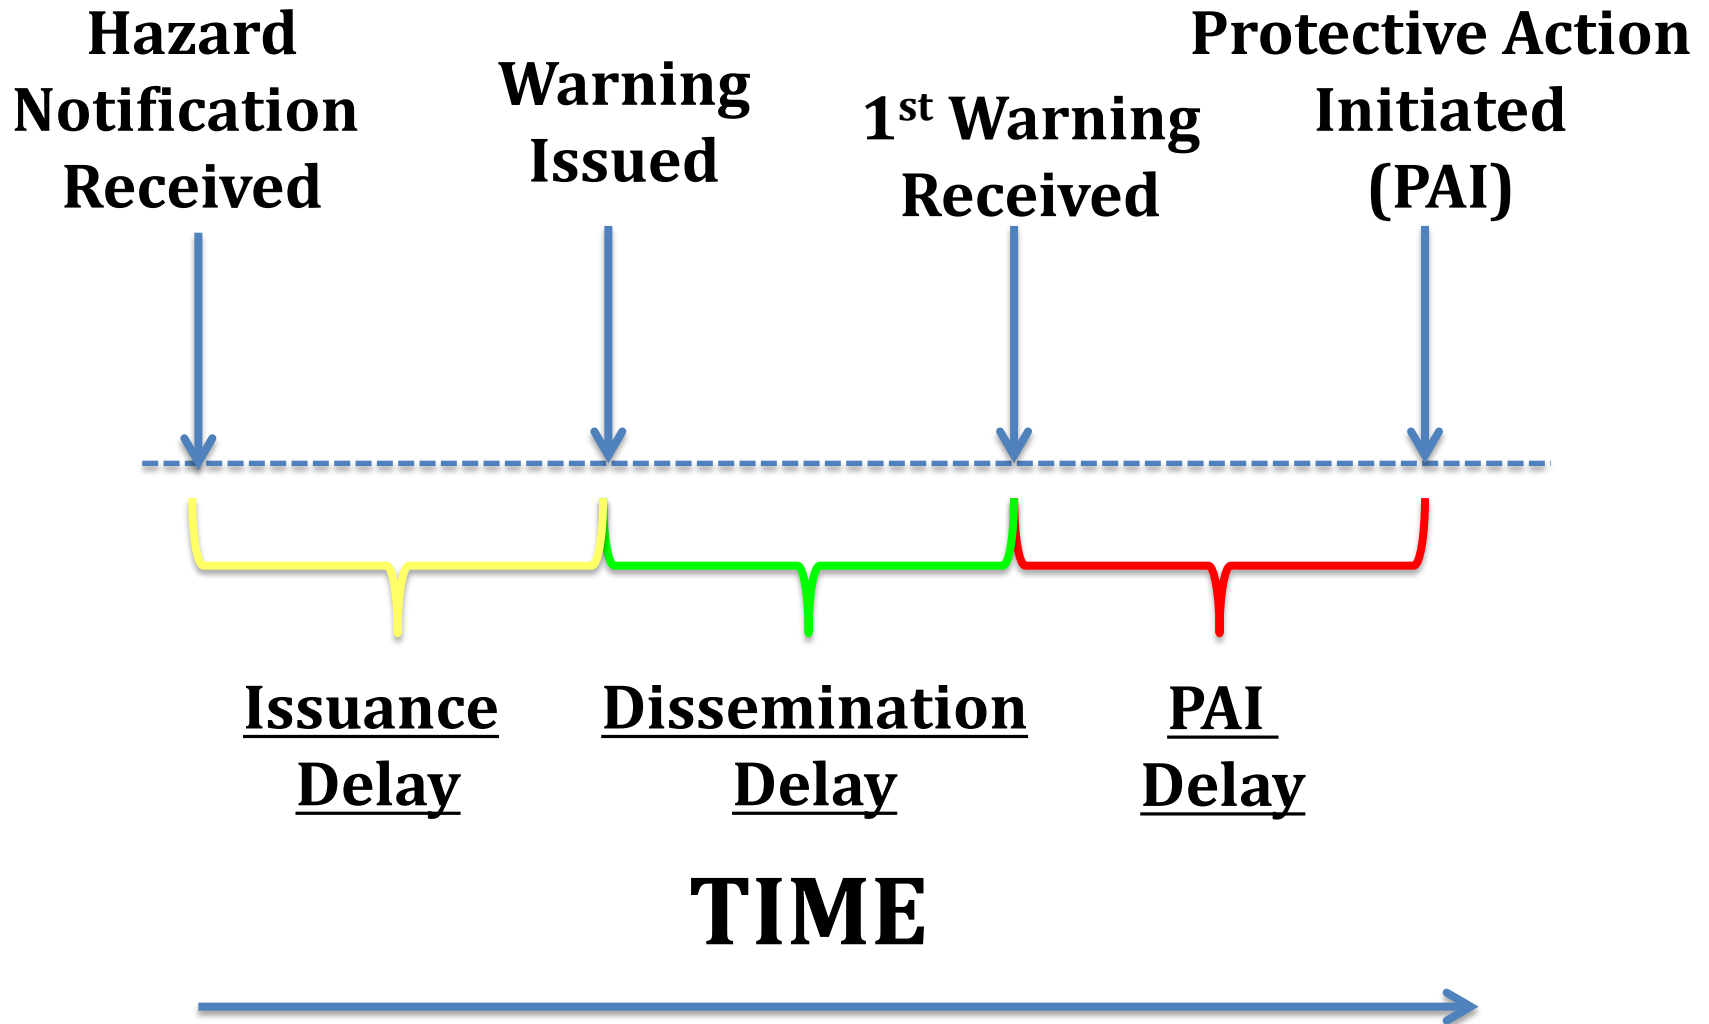 Hazard
Notification
Received
Warning
Issued
1st Warning
Received
Protective Action
Initiated
(PAI)
Issuance
Delay
Dissemination
Delay
PAI
Delay
TIME